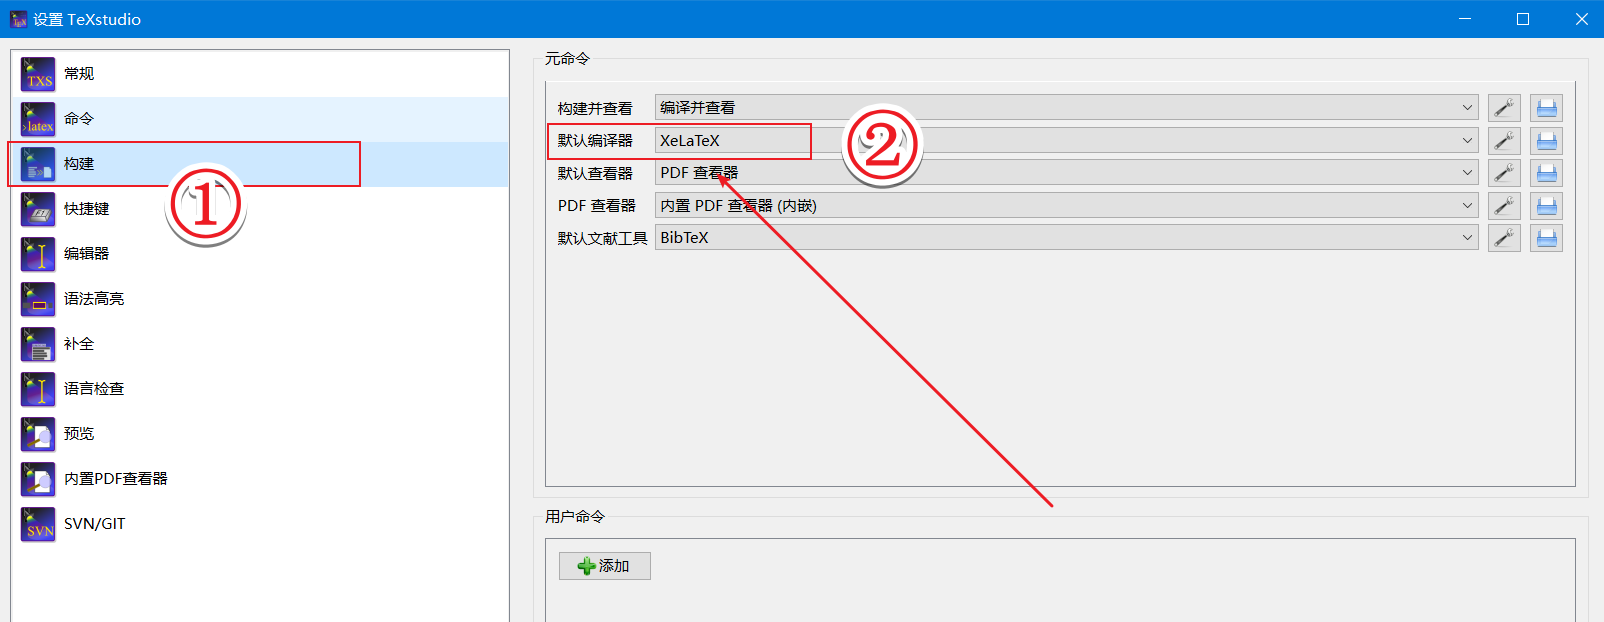 设置 TeXstudio
常规
命令
构建
快捷键
编辑器
语法高亮
补全
语言检查
预览
内置PDF查看器
SVN/GIT
①
元命令
构建并查看 编译并查看
默认编译器 XeLaTeX
②
默认查看器 PDF 查看器
PDF 查看器 内置 PDF 查看器 (内嵌)
默认文献工具 BibTeX
用户命令
添加